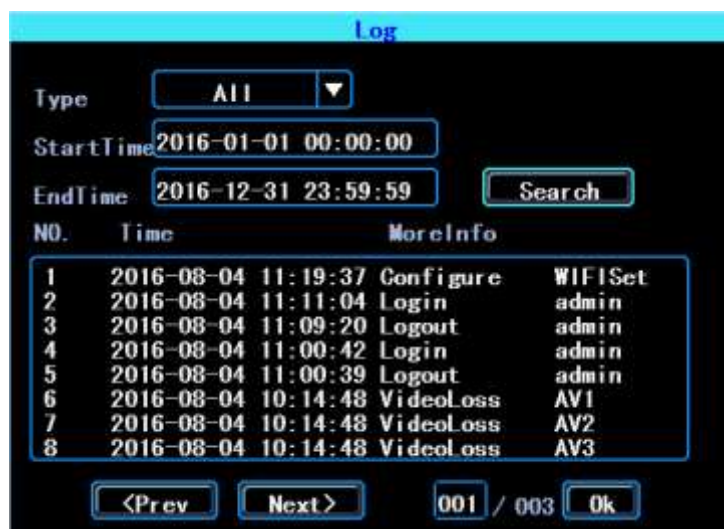 Log
Type All
StartTime 2016-01-01 00:00:00
EndTime 2016-12-31 23:59:59 Search
NO. Time MoreInfo
1 2016-08-04 11:19:37 Configure WIFISet
2 2016-08-04 11:11:04 Login admin
3 2016-08-04 11:09:20 Logout admin
4 2016-08-04 11:00:42 Login admin
5 2016-08-04 11:00:39 Logout admin
6 2016-08-04 10:14:48 VideoLoss AV1
7 2016-08-04 10:14:48 VideoLoss AV2
8 2016-08-04 10:14:48 VideoLoss AV3
<Prev Next> 001 / 003 Ok